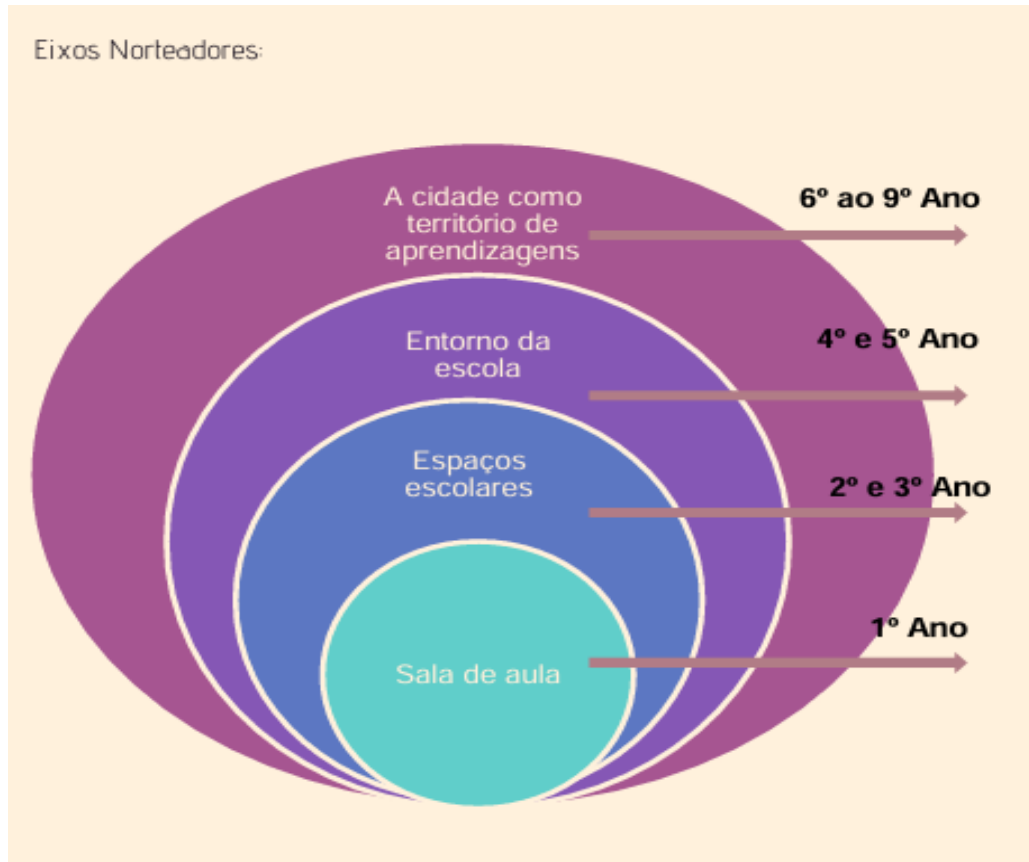 Eixos Norteadores:
A cidade como
território de
aprendizagens
6º ao 9º Ano
Entorno da
escola
4º e 5º Ano
Espaços
escolares
2º e 3º Ano
Sala de aula
1º Ano